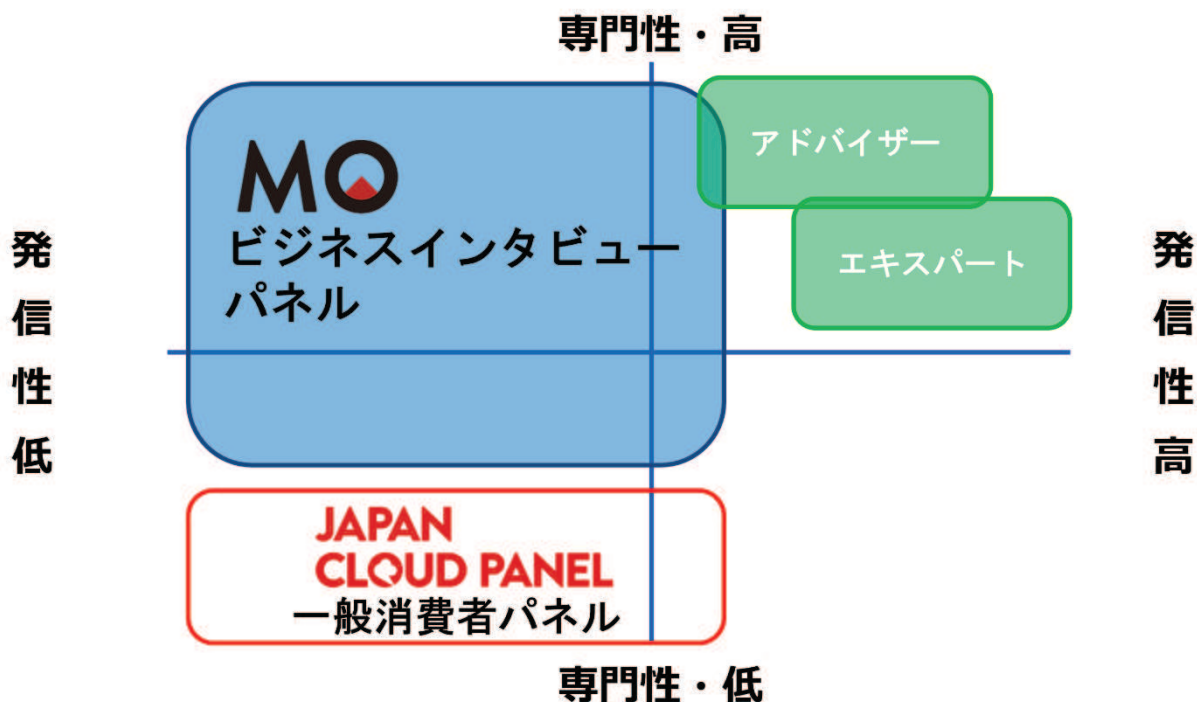 専門性・高
MO
ビジネスインタビュー
パネル
アドバイザー
エキスパート
発信性低
発信性高
JAPAN
CLOUD PANEL
一般消費者パネル
専門性・低